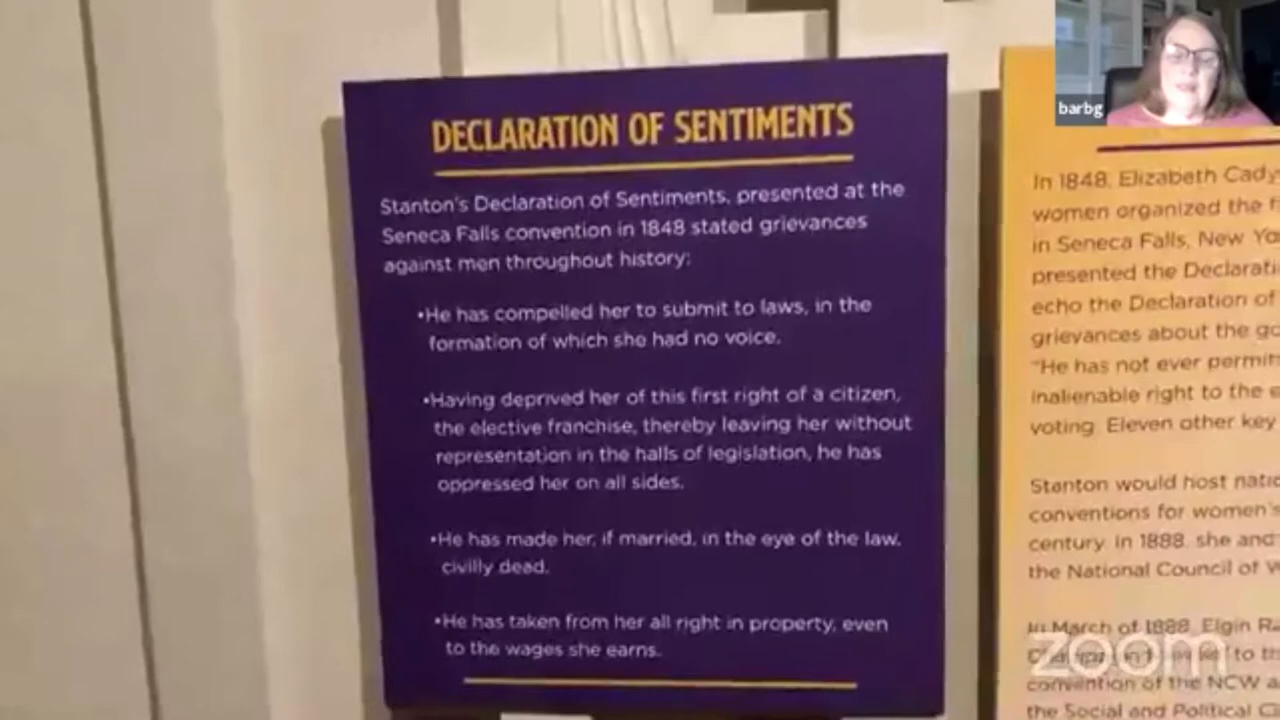 DECLARATION OF SENTIMENTS
Stanton's Declaration of Sentiments, presented at the
Seneca Falls convention in 1848 stated grievances
against men throughout history:
•He has compelled her to submit to laws, in the
formation of which she had no voice.
•Having deprived her of this first right of a citizen,
the elective franchise, thereby leaving her without
representation in the halls of legislation, he has
oppressed her on all sides.
•He has made her, if married, in the eye of the law,
civilly dead.
•He has taken from her all right in property, even
to the wages she earns.
barbg
In 1848, Elizabeth Cady
women organized the
in Seneca Falls, New
presented the
echo the Declaration of
grievances about the
"He has not ever
inalienable right to the
voting. Eleven other key
Stanton would host
conventions for women's
century. In 1888, she and
the National Council of
In March of 1888, Elgin
to
convention of the NCW
the Social and Political
zoom